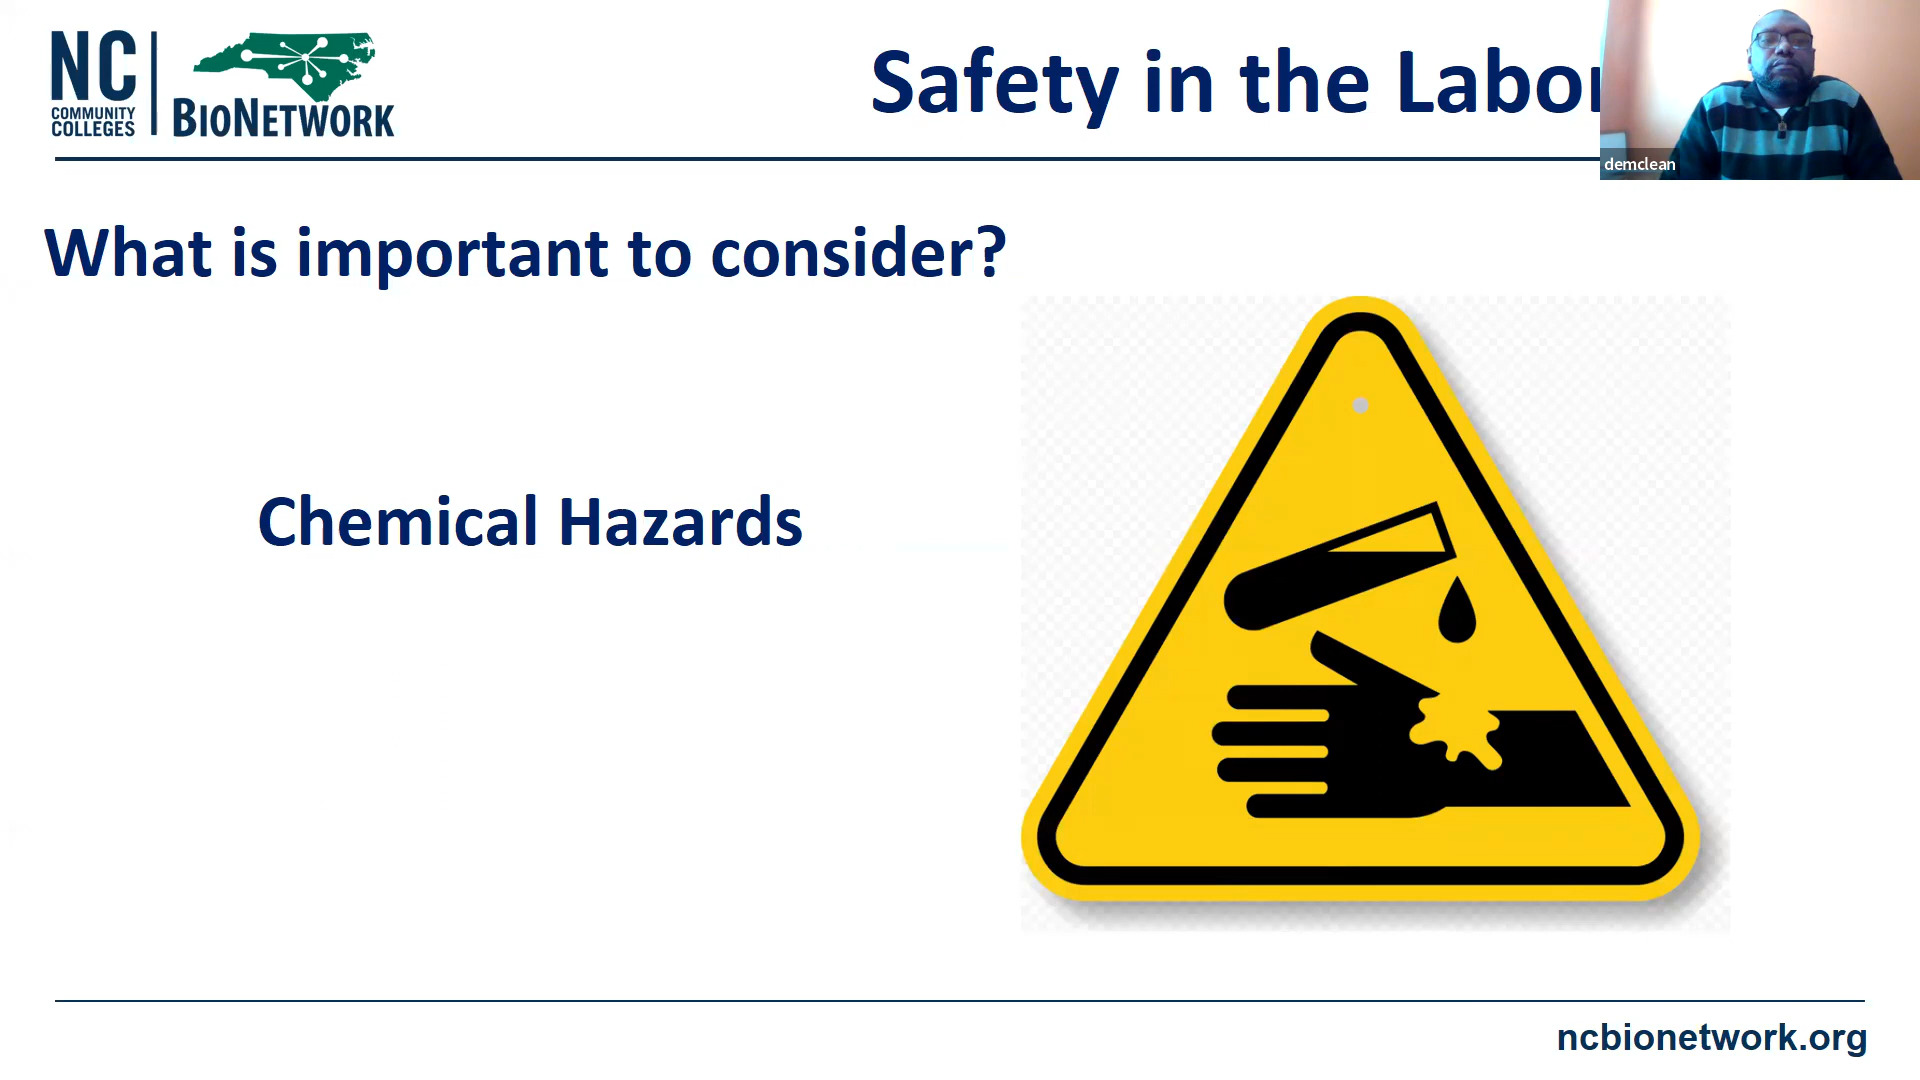 NC
COMMUNITY
COLLEGES
BIONETWORK
Safety in the Labor
demclean
What is important to consider?
Chemical Hazards
ncbionetwork.org